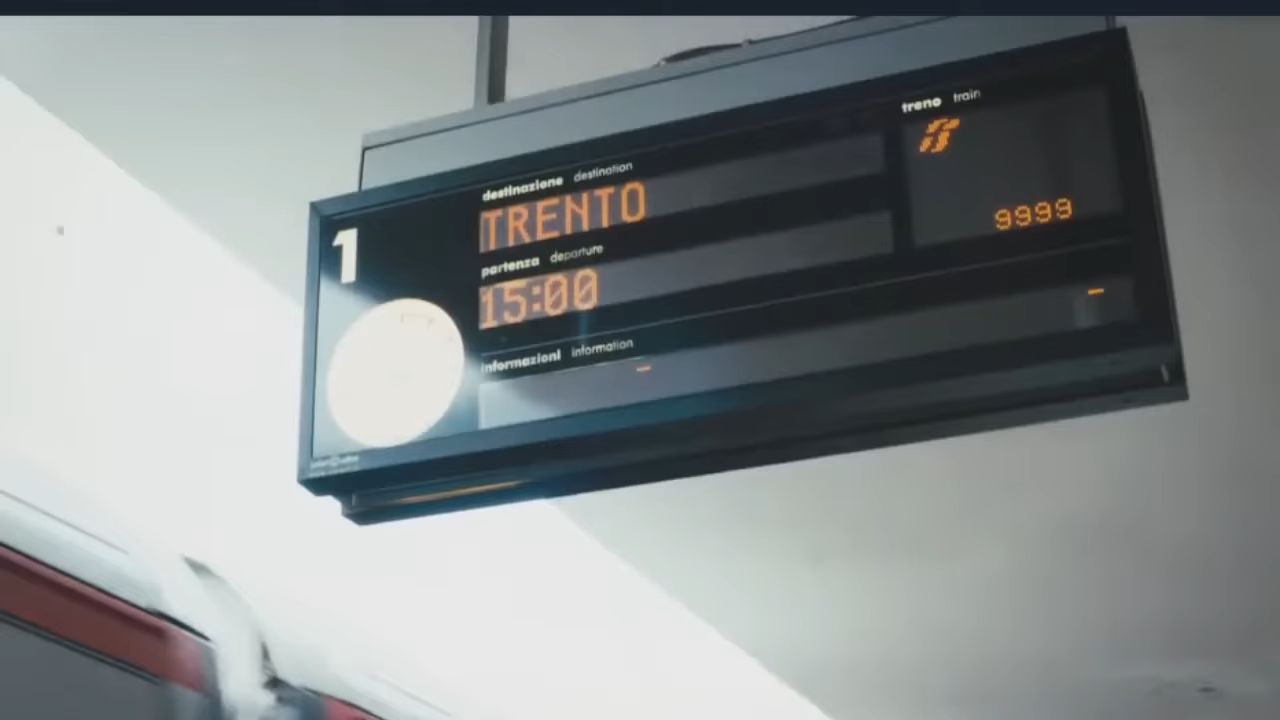 1
destinazione destination
TRENTO
partenza departure
15:00
informazioni information
treno train
9999